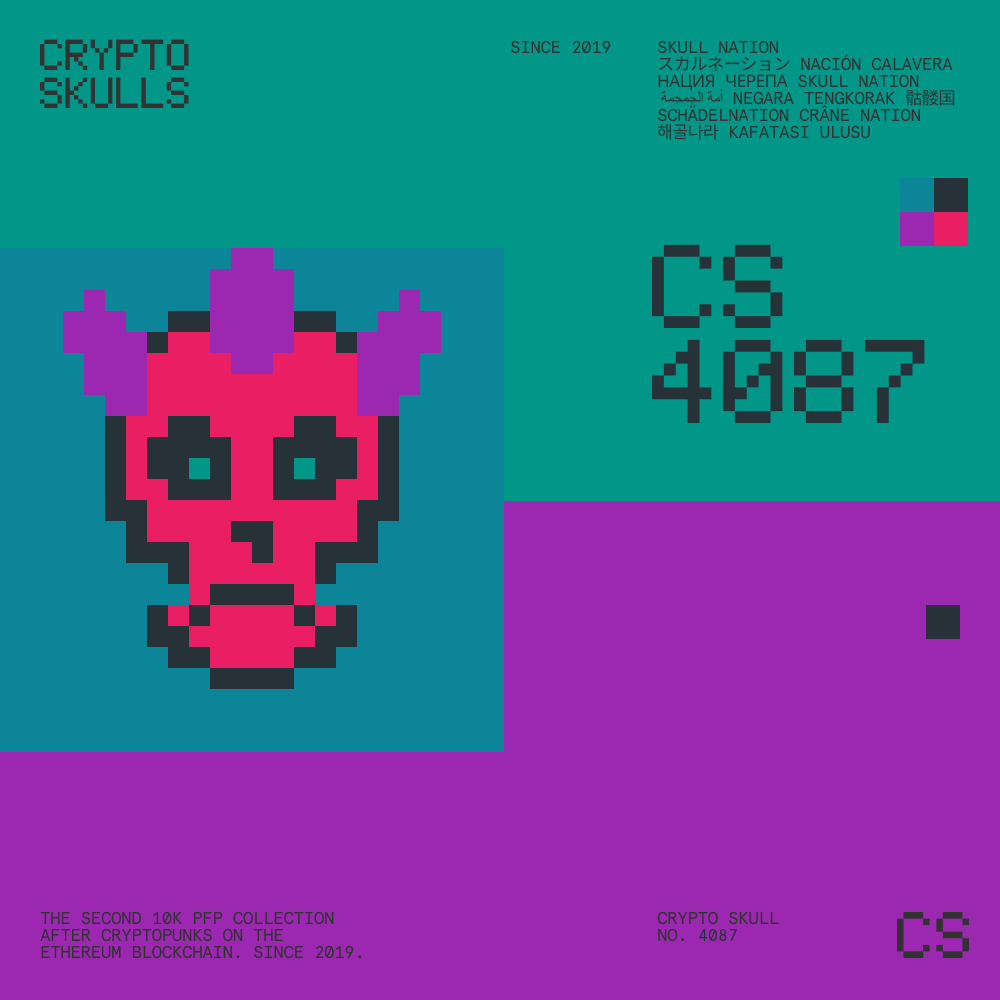 CRYPTO
SKULLS
SINCE 2019
SKULL NATION
スカルネーション NACIÓN CALAVERA
НАЦИЯ ЧЕРЕПА SKULL NATION
أمة الجمجمة NEGARA TENGKORAK 骷髅国
SCHÄDELNATION CRÂNE NATION
해골나라 KAFATASI ULUSU
CS
4087
THE SECOND 10K PFP COLLECTION
AFTER CRYPTOPUNKS ON THE
ETHEREUM BLOCKCHAIN. SINCE 2019.
CRYPTO SKULL
NO. 4087
CS